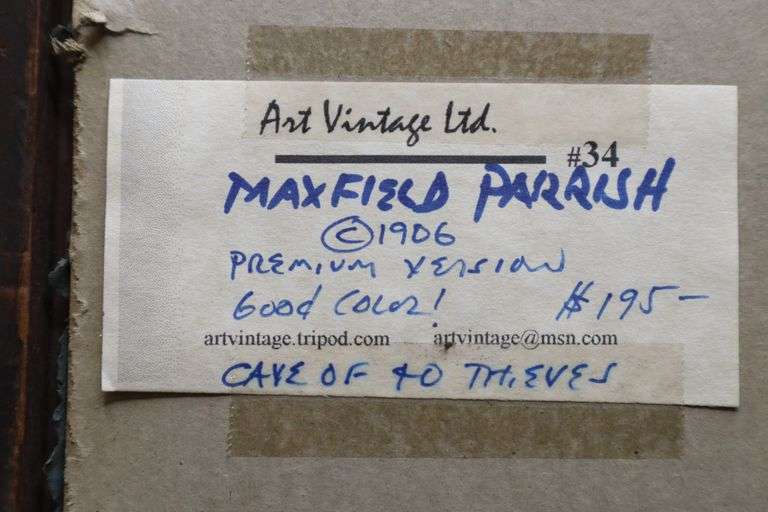 Art Vintage Ltd.
#34
MAXFIELD PARRISH
©1906
PREMIUM VERSION
GOOD COLOR! $195-
artvintage.tripod.com artvintage@msn.com
CAVE OF 40 THIEVES